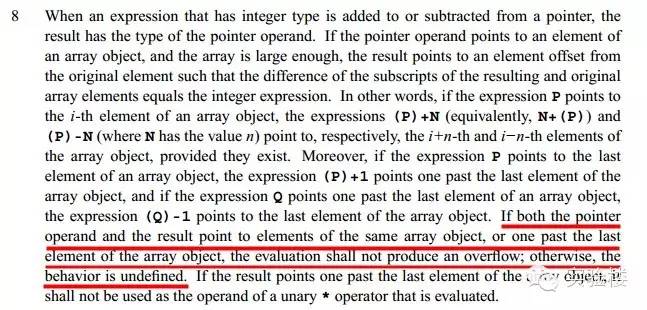 8 When an expression that has integer type is added to or subtracted from a pointer, the
result has the type of the pointer operand. If the pointer operand points to an element of
an array object, and the array is large enough, the result points to an element offset from
the original element such that the difference of the subscripts of the resulting and original
array elements equals the integer expression. In other words, if the expression P points to
the i-th element of an array object, the expressions (P)+N (equivalently, N+(P)) and
(P)-N (where N has the value n) point to, respectively, the i+n-th and i−n-th elements of
the array object, provided they exist. Moreover, if the expression P points to the last
element of an array object, the expression (P)+1 points one past the last element of the
array object, and if the expression Q points one past the last element of an array object,
the expression (Q)-1 points to the last element of the array object. If both the pointer
operand and the result point to elements of the same array object, or one past the last
element of the array object, the evaluation shall not produce an overflow; otherwise, the
behavior is undefined. If the result points one past the last element of the object, it
shall not be used as the operand of a unary * operator that is evaluated.
实验楼